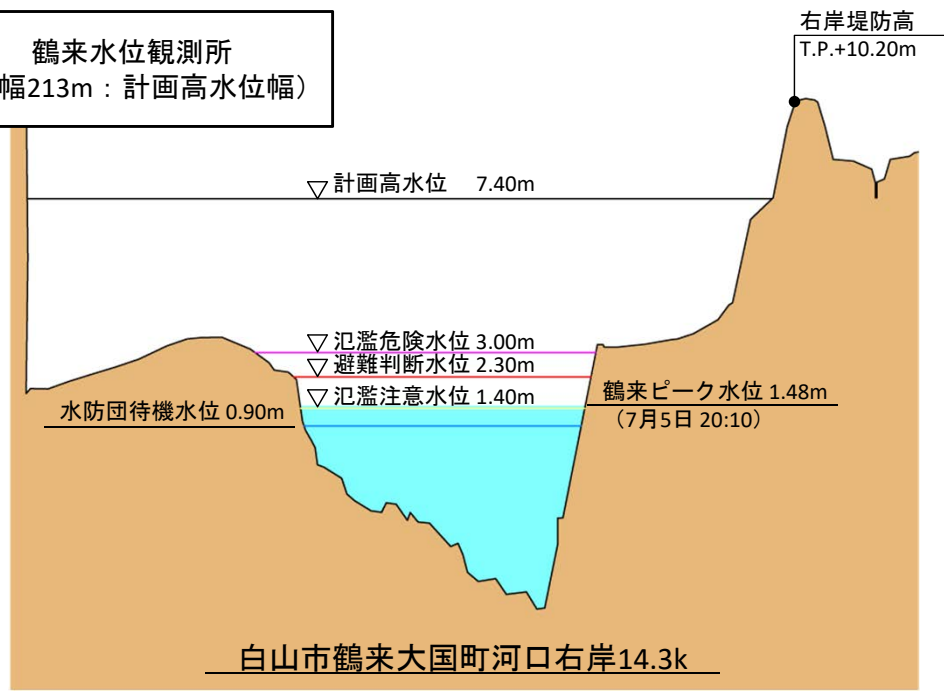 鶴来水位観測所
幅213m：計画高水位幅）
右岸堤防高
T.P.+10.20m
▽計画高水位 7.40m
▽氾濫危険水位 3.00m
▽避難判断水位 2.30m
▽氾濫注意水位 1.40m
水防団待機水位 0.90m
鶴来ピーク水位 1.48m
（7月5日 20:10）
白山市鶴来大国町河口右岸14.3k